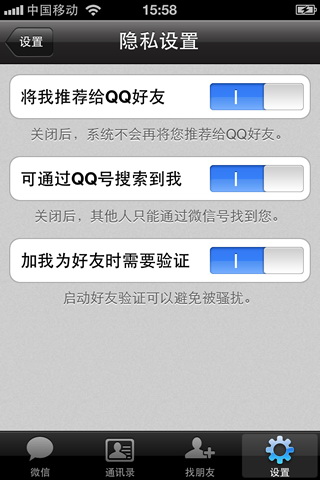 中国移动 15:58
设置 隐私设置
将我推荐给QQ好友
关闭后，系统不会再将您推荐给QQ好友。
可通过QQ号搜索到我
关闭后，其他人只能通过微信号找到您。
加我为好友时需要验证
启动好友验证可以避免被骚扰。
微信 通讯录 找朋友 设置